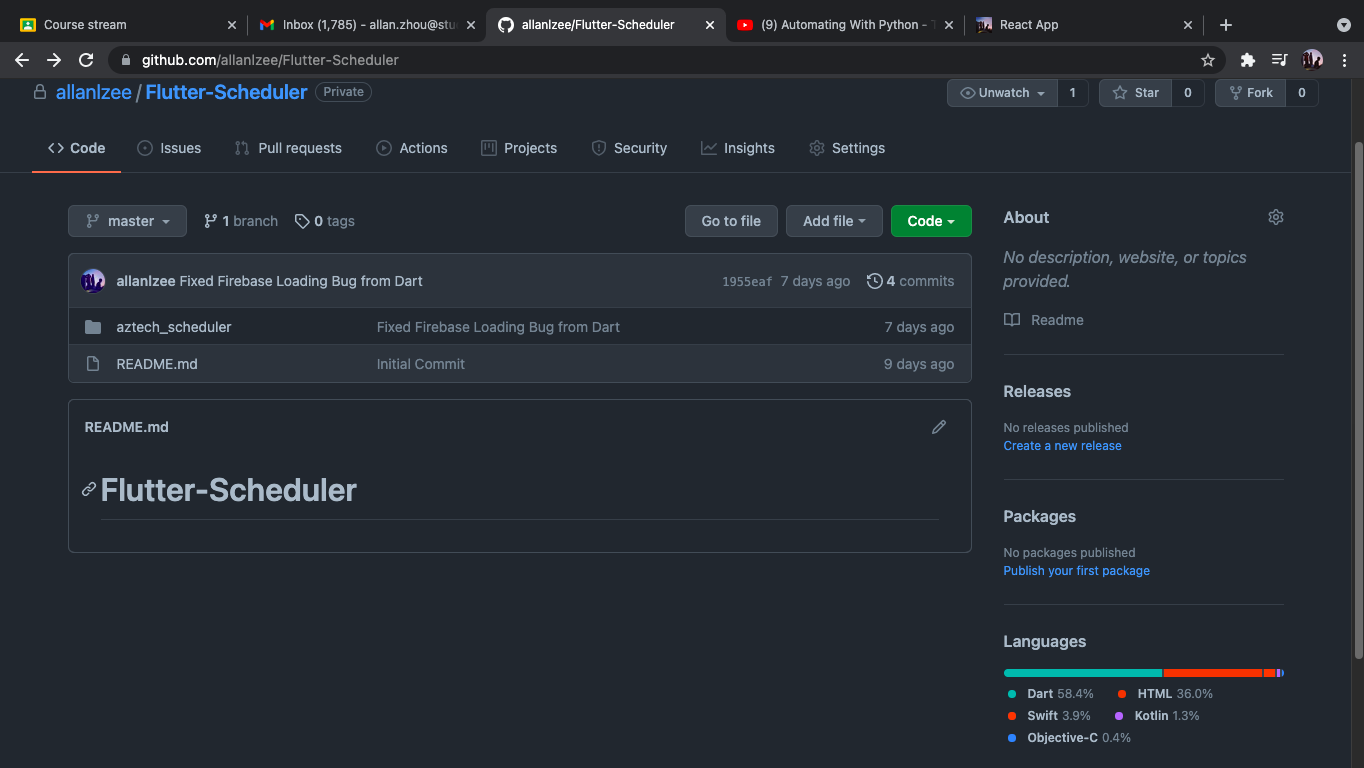 Course stream
Inbox (1,785) - allan.zhou@stu
allanlzee/Flutter-Scheduler
(9) Automating With Python -
React App
github.com/allanlzee/Flutter-Scheduler
allanlzee / Flutter-Scheduler Private
Unwatch 1 Star 0 Fork 0
Code Issues Pull requests Actions Projects Security Insights Settings
master 1 branch 0 tags Go to file Add file Code
allanlzee Fixed Firebase Loading Bug from Dart 1955eaf 7 days ago 4 commits
aztech_scheduler Fixed Firebase Loading Bug from Dart 7 days ago
README.md Initial Commit 9 days ago
README.md
Flutter-Scheduler
About
No description, website, or topics
provided.
Readme
Releases
No releases published
Create a new release
Packages
No packages published
Publish your first package
Languages
Dart 58.4% HTML 36.0%
Swift 3.9% Kotlin 1.3%
Objective-C 0.4%